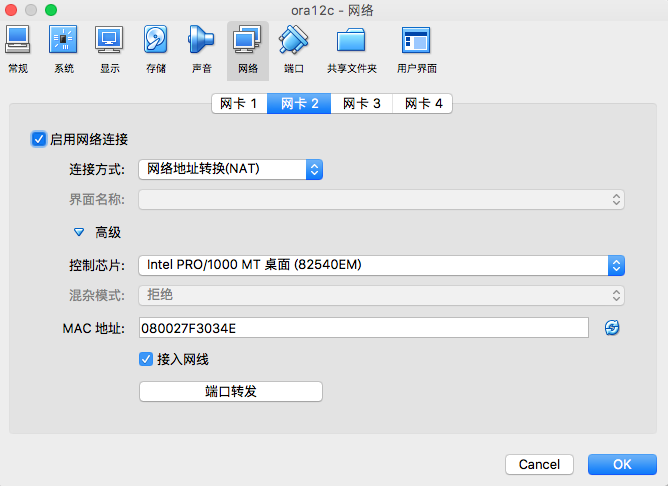 ora12c - 网络
常规 系统 显示 存储 声音 网络 端口 共享文件夹 用户界面
网卡 1 网卡 2 网卡 3 网卡 4
启用网络连接
连接方式: 网络地址转换(NAT)
界面名称:
高级
控制芯片: Intel PRO/1000 MT 桌面 (82540EM)
混杂模式: 拒绝
MAC 地址: 080027F3034E
接入网线
端口转发
Cancel OK